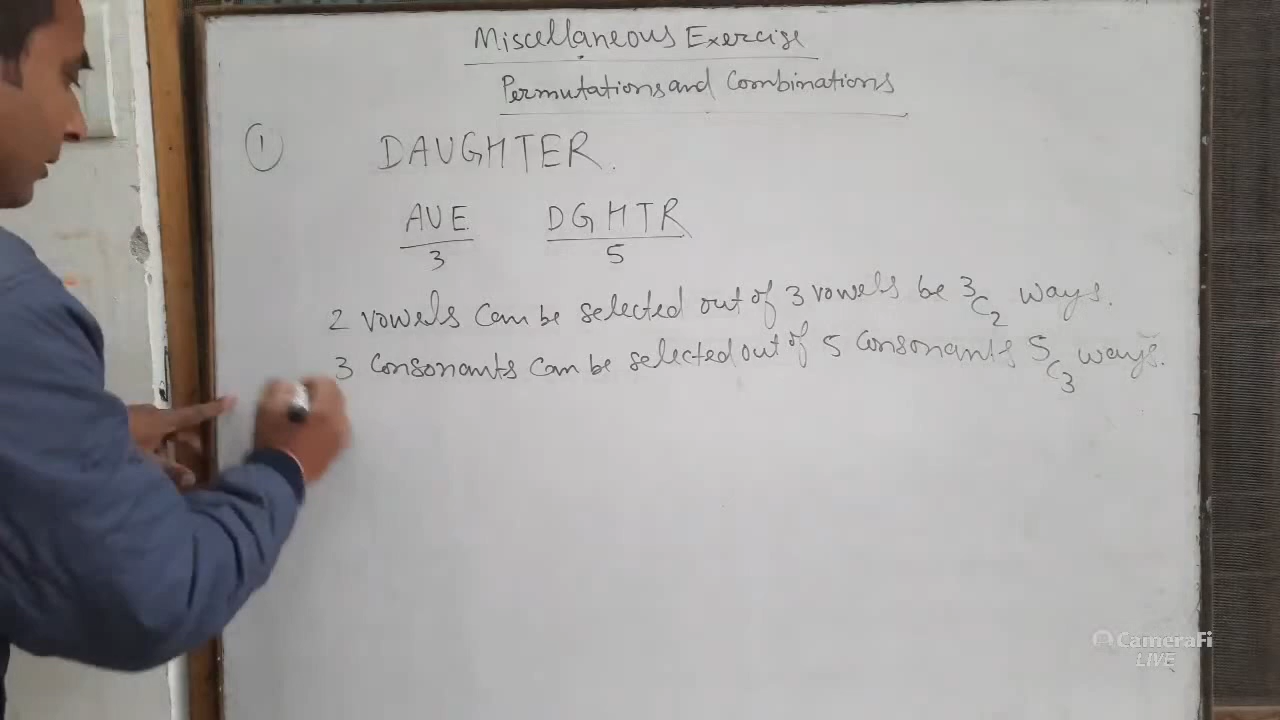 Miscellaneous Exercise
Permutations and Combinations
① DAUGHTER.
AUE DGHTR
3 5
2 vowels can be selected out of 3 vowels be 3C2 ways.
3 Consonants can be selected out of 5 Consonants 5C3 ways.
CameraFi
LIVE